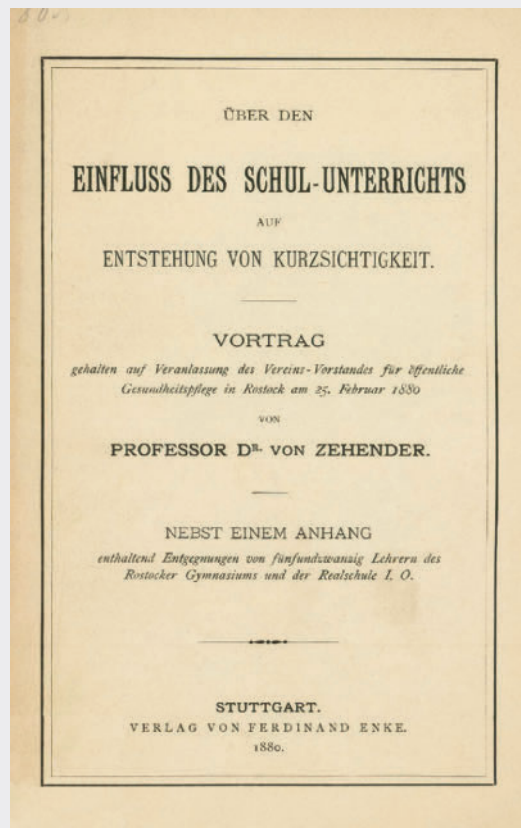 ÜBER DEN
EINFLUSS DES SCHUL-UNTERRICHTS
AUF
ENTSTEHUNG VON KURZSICHTIGKEIT.
VORTRAG
gehalten auf Veranlassung des Vereins-Vorstandes für öffentliche
Gesundheitspflege in Rostock am 25. Februar 1880
VON
PROFESSOR DR. VON ZEHENDER.
NEBST EINEM ANHANG
enthaltend Entgegnungen von fünfundzwanzig Lehrern des
Rostocker Gymnasiums und der Realschule I. O.
STUTTGART.
VERLAG VON FERDINAND ENKE.
1880.